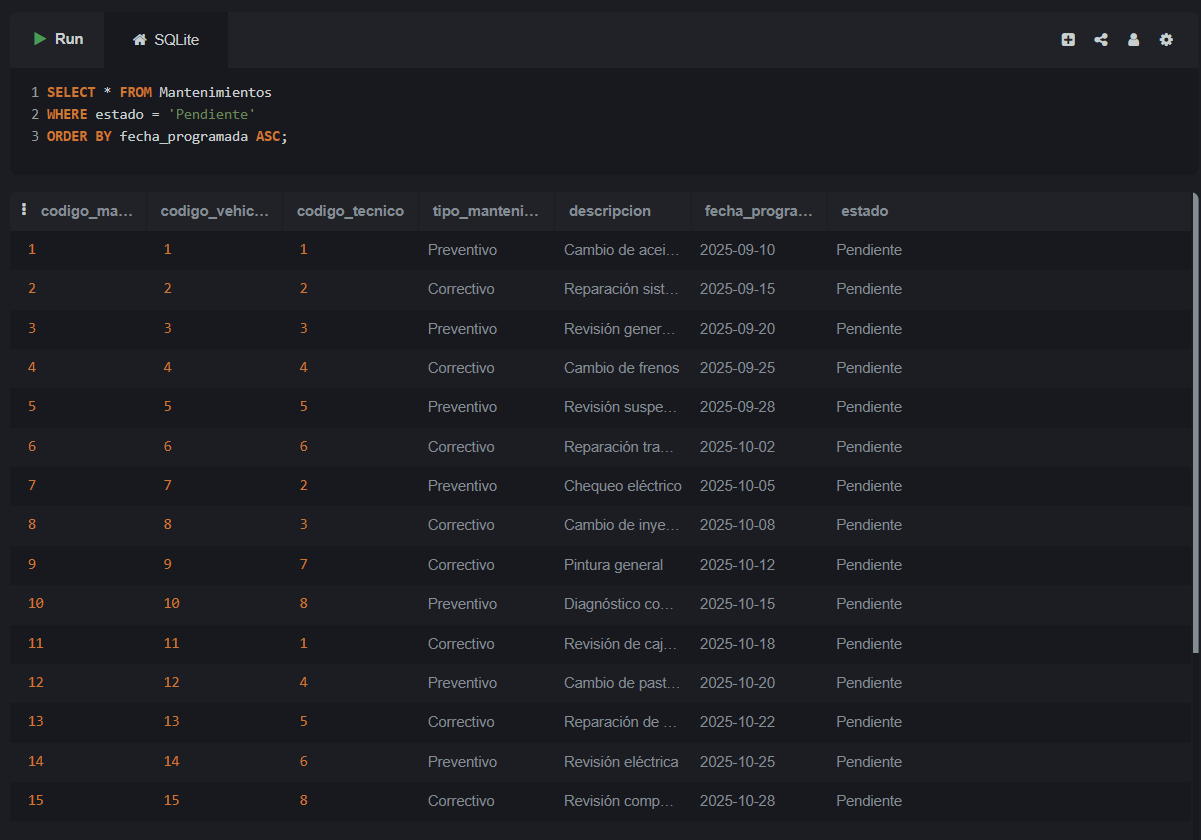 Run SQLite
1 SELECT * FROM Mantenimientos
2 WHERE estado = 'Pendiente'
3 ORDER BY fecha_programada ASC;
codigo_ma... codigo_vehic... codigo_tecnico tipo_manteni... descripcion fecha_progra... estado
1 1 1 Preventivo Cambio de acei... 2025-09-10 Pendiente
2 2 2 Correctivo Reparación sist... 2025-09-15 Pendiente
3 3 3 Preventivo Revisión gener... 2025-09-20 Pendiente
4 4 4 Correctivo Cambio de frenos 2025-09-25 Pendiente
5 5 5 Preventivo Revisión suspe... 2025-09-28 Pendiente
6 6 6 Correctivo Reparación tra... 2025-10-02 Pendiente
7 7 2 Preventivo Chequeo eléctrico 2025-10-05 Pendiente
8 8 3 Correctivo Cambio de inye... 2025-10-08 Pendiente
9 9 7 Correctivo Pintura general 2025-10-12 Pendiente
10 10 8 Preventivo Diagnóstico co... 2025-10-15 Pendiente
11 11 1 Correctivo Revisión de caj... 2025-10-18 Pendiente
12 12 4 Preventivo Cambio de past... 2025-10-20 Pendiente
13 13 5 Correctivo Reparación de ... 2025-10-22 Pendiente
14 14 6 Preventivo Revisión eléctrica 2025-10-25 Pendiente
15 15 8 Correctivo Revisión comp... 2025-10-28 Pendiente